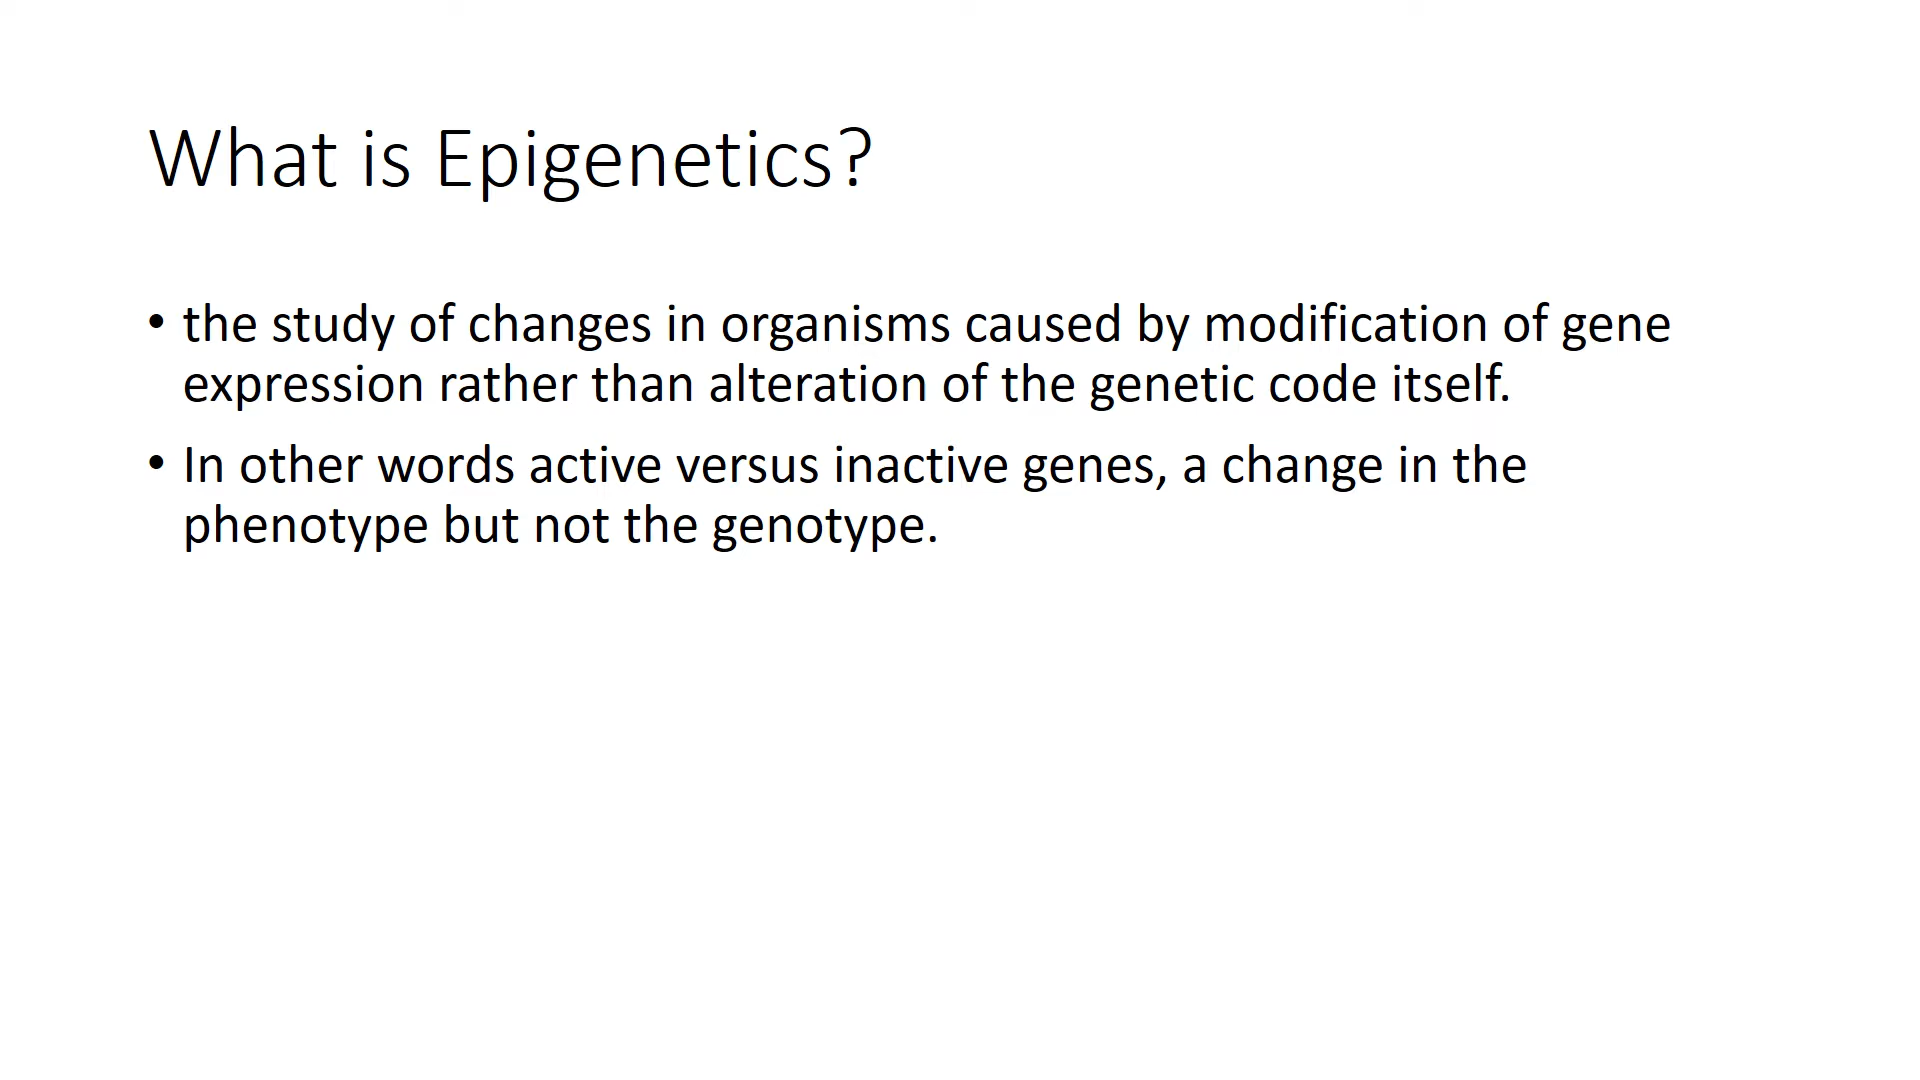 What is Epigenetics?
• the study of changes in organisms caused by modification of gene
expression rather than alteration of the genetic code itself.
• In other words active versus inactive genes, a change in the
phenotype but not the genotype.